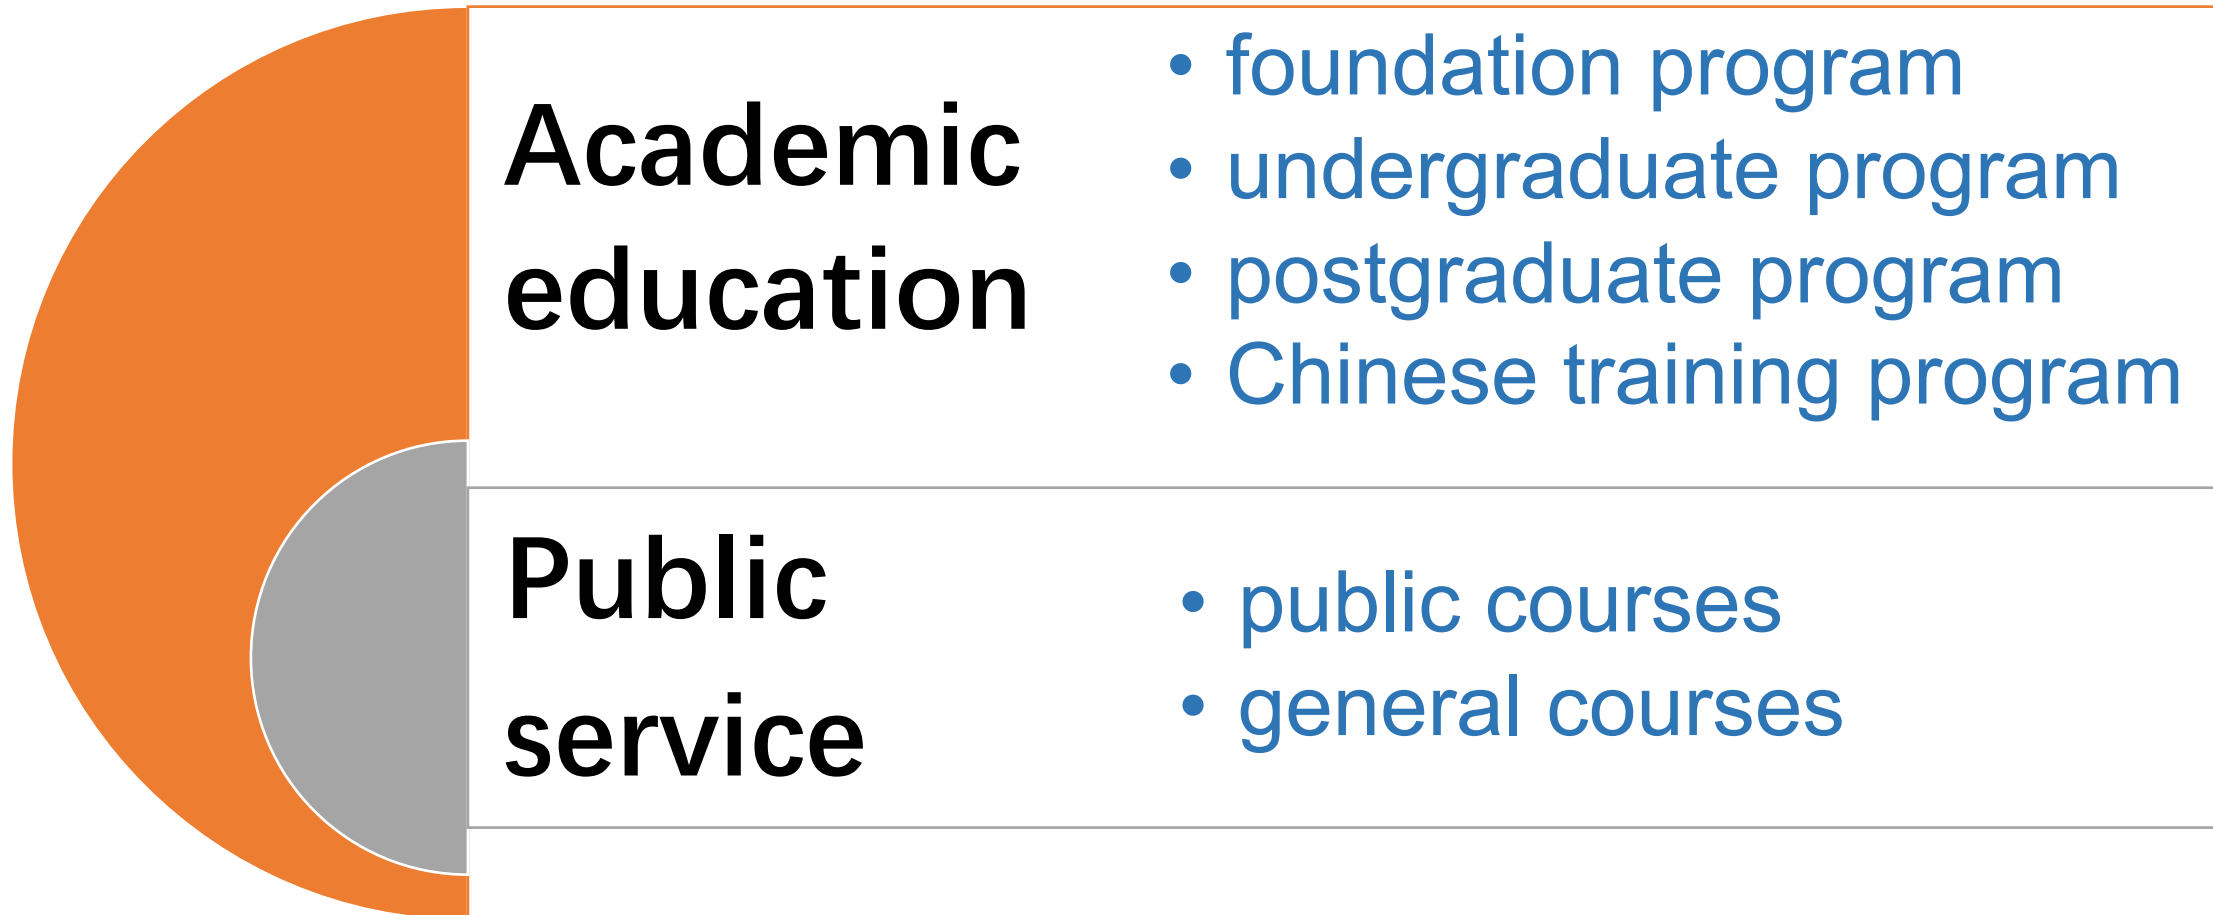 Academic
education
• foundation program
• undergraduate program
• postgraduate program
• Chinese training program
Public
service
• public courses
• general courses